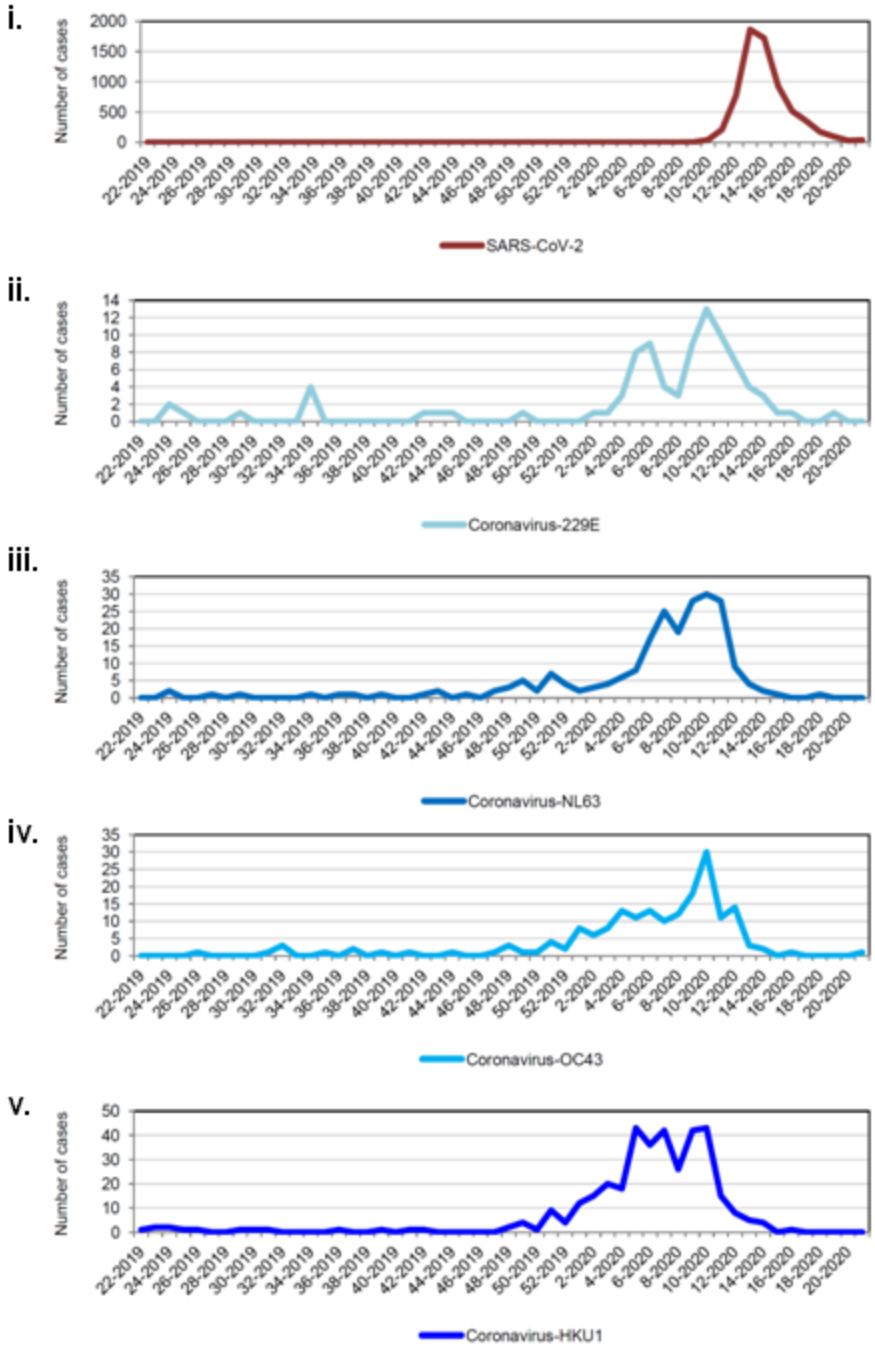 i.
Number of cases
2000
1500
1000
500
0
22-2019 24-2019 26-2019 28-2019 30-2019 32-2019 34-2019 36-2019 38-2019 40-2019 42-2019 44-2019 46-2019 48-2019 50-2019 52-2019 2-2020 4-2020 6-2020 8-2020 10-2020 12-2020 14-2020 16-2020 18-2020 20-2020
SARS-CoV-2
ii.
Number of cases
14
12
10
8
6
4
2
0
22-2019 24-2019 26-2019 28-2019 30-2019 32-2019 34-2019 36-2019 38-2019 40-2019 42-2019 44-2019 46-2019 48-2019 50-2019 52-2019 2-2020 4-2020 6-2020 8-2020 10-2020 12-2020 14-2020 16-2020 18-2020 20-2020
Coronavirus-229E
iii.
Number of cases
35
30
25
20
15
10
5
0
22-2019 24-2019 26-2019 28-2019 30-2019 32-2019 34-2019 36-2019 38-2019 40-2019 42-2019 44-2019 46-2019 48-2019 50-2019 52-2019 2-2020 4-2020 6-2020 8-2020 10-2020 12-2020 14-2020 16-2020 18-2020 20-2020
Coronavirus-NL63
iv.
Number of cases
35
30
25
20
15
10
5
0
22-2019 24-2019 26-2019 28-2019 30-2019 32-2019 34-2019 36-2019 38-2019 40-2019 42-2019 44-2019 46-2019 48-2019 50-2019 52-2019 2-2020 4-2020 6-2020 8-2020 10-2020 12-2020 14-2020 16-2020 18-2020 20-2020
Coronavirus-OC43
v.
Number of cases
50
40
30
20
10
0
22-2019 24-2019 26-2019 28-2019 30-2019 32-2019 34-2019 36-2019 38-2019 40-2019 42-2019 44-2019 46-2019 48-2019 50-2019 52-2019 2-2020 4-2020 6-2020 8-2020 10-2020 12-2020 14-2020 16-2020 18-2020 20-2020
Coronavirus-HKU1